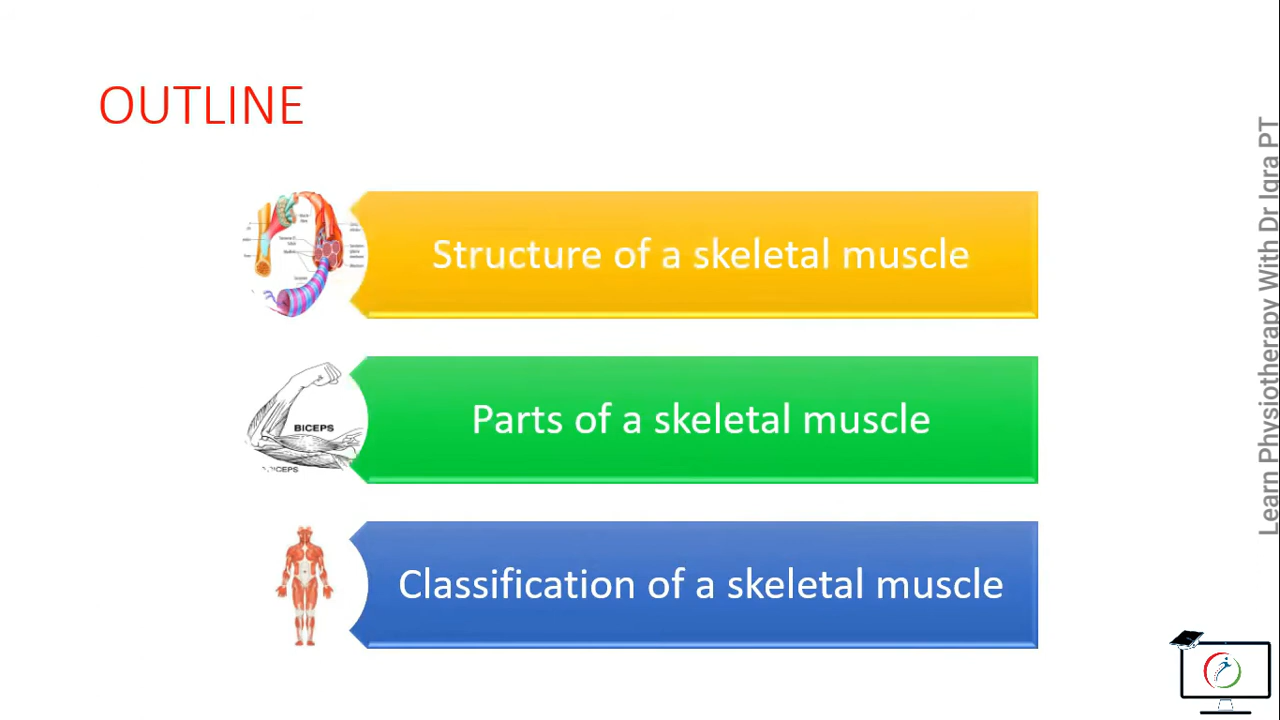 OUTLINE
Structure of a skeletal muscle
BICEPS
Parts of a skeletal muscle
Classification of a skeletal muscle
Learn Physiotherapy With Dr Iqra PT